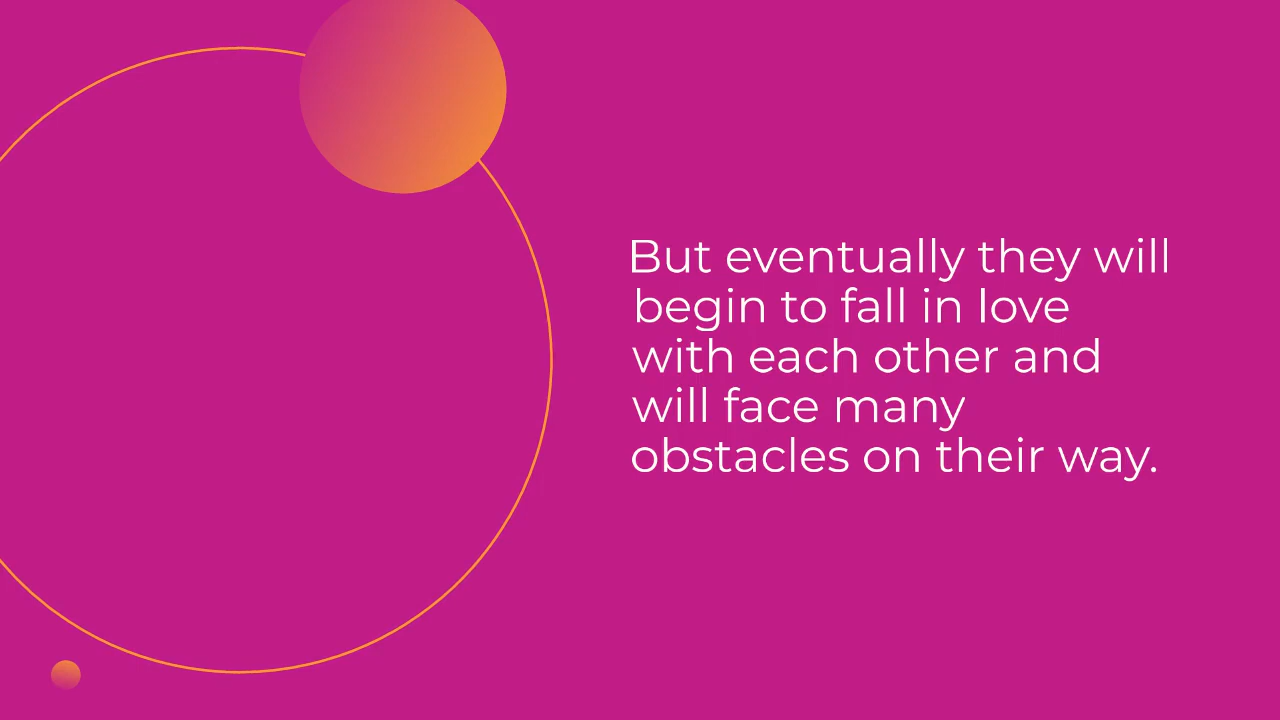 But eventually they will
begin to fall in love
with each other and
will face many
obstacles on their way.